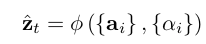 ẑ_t = ϕ ({a_i} , {α_i})